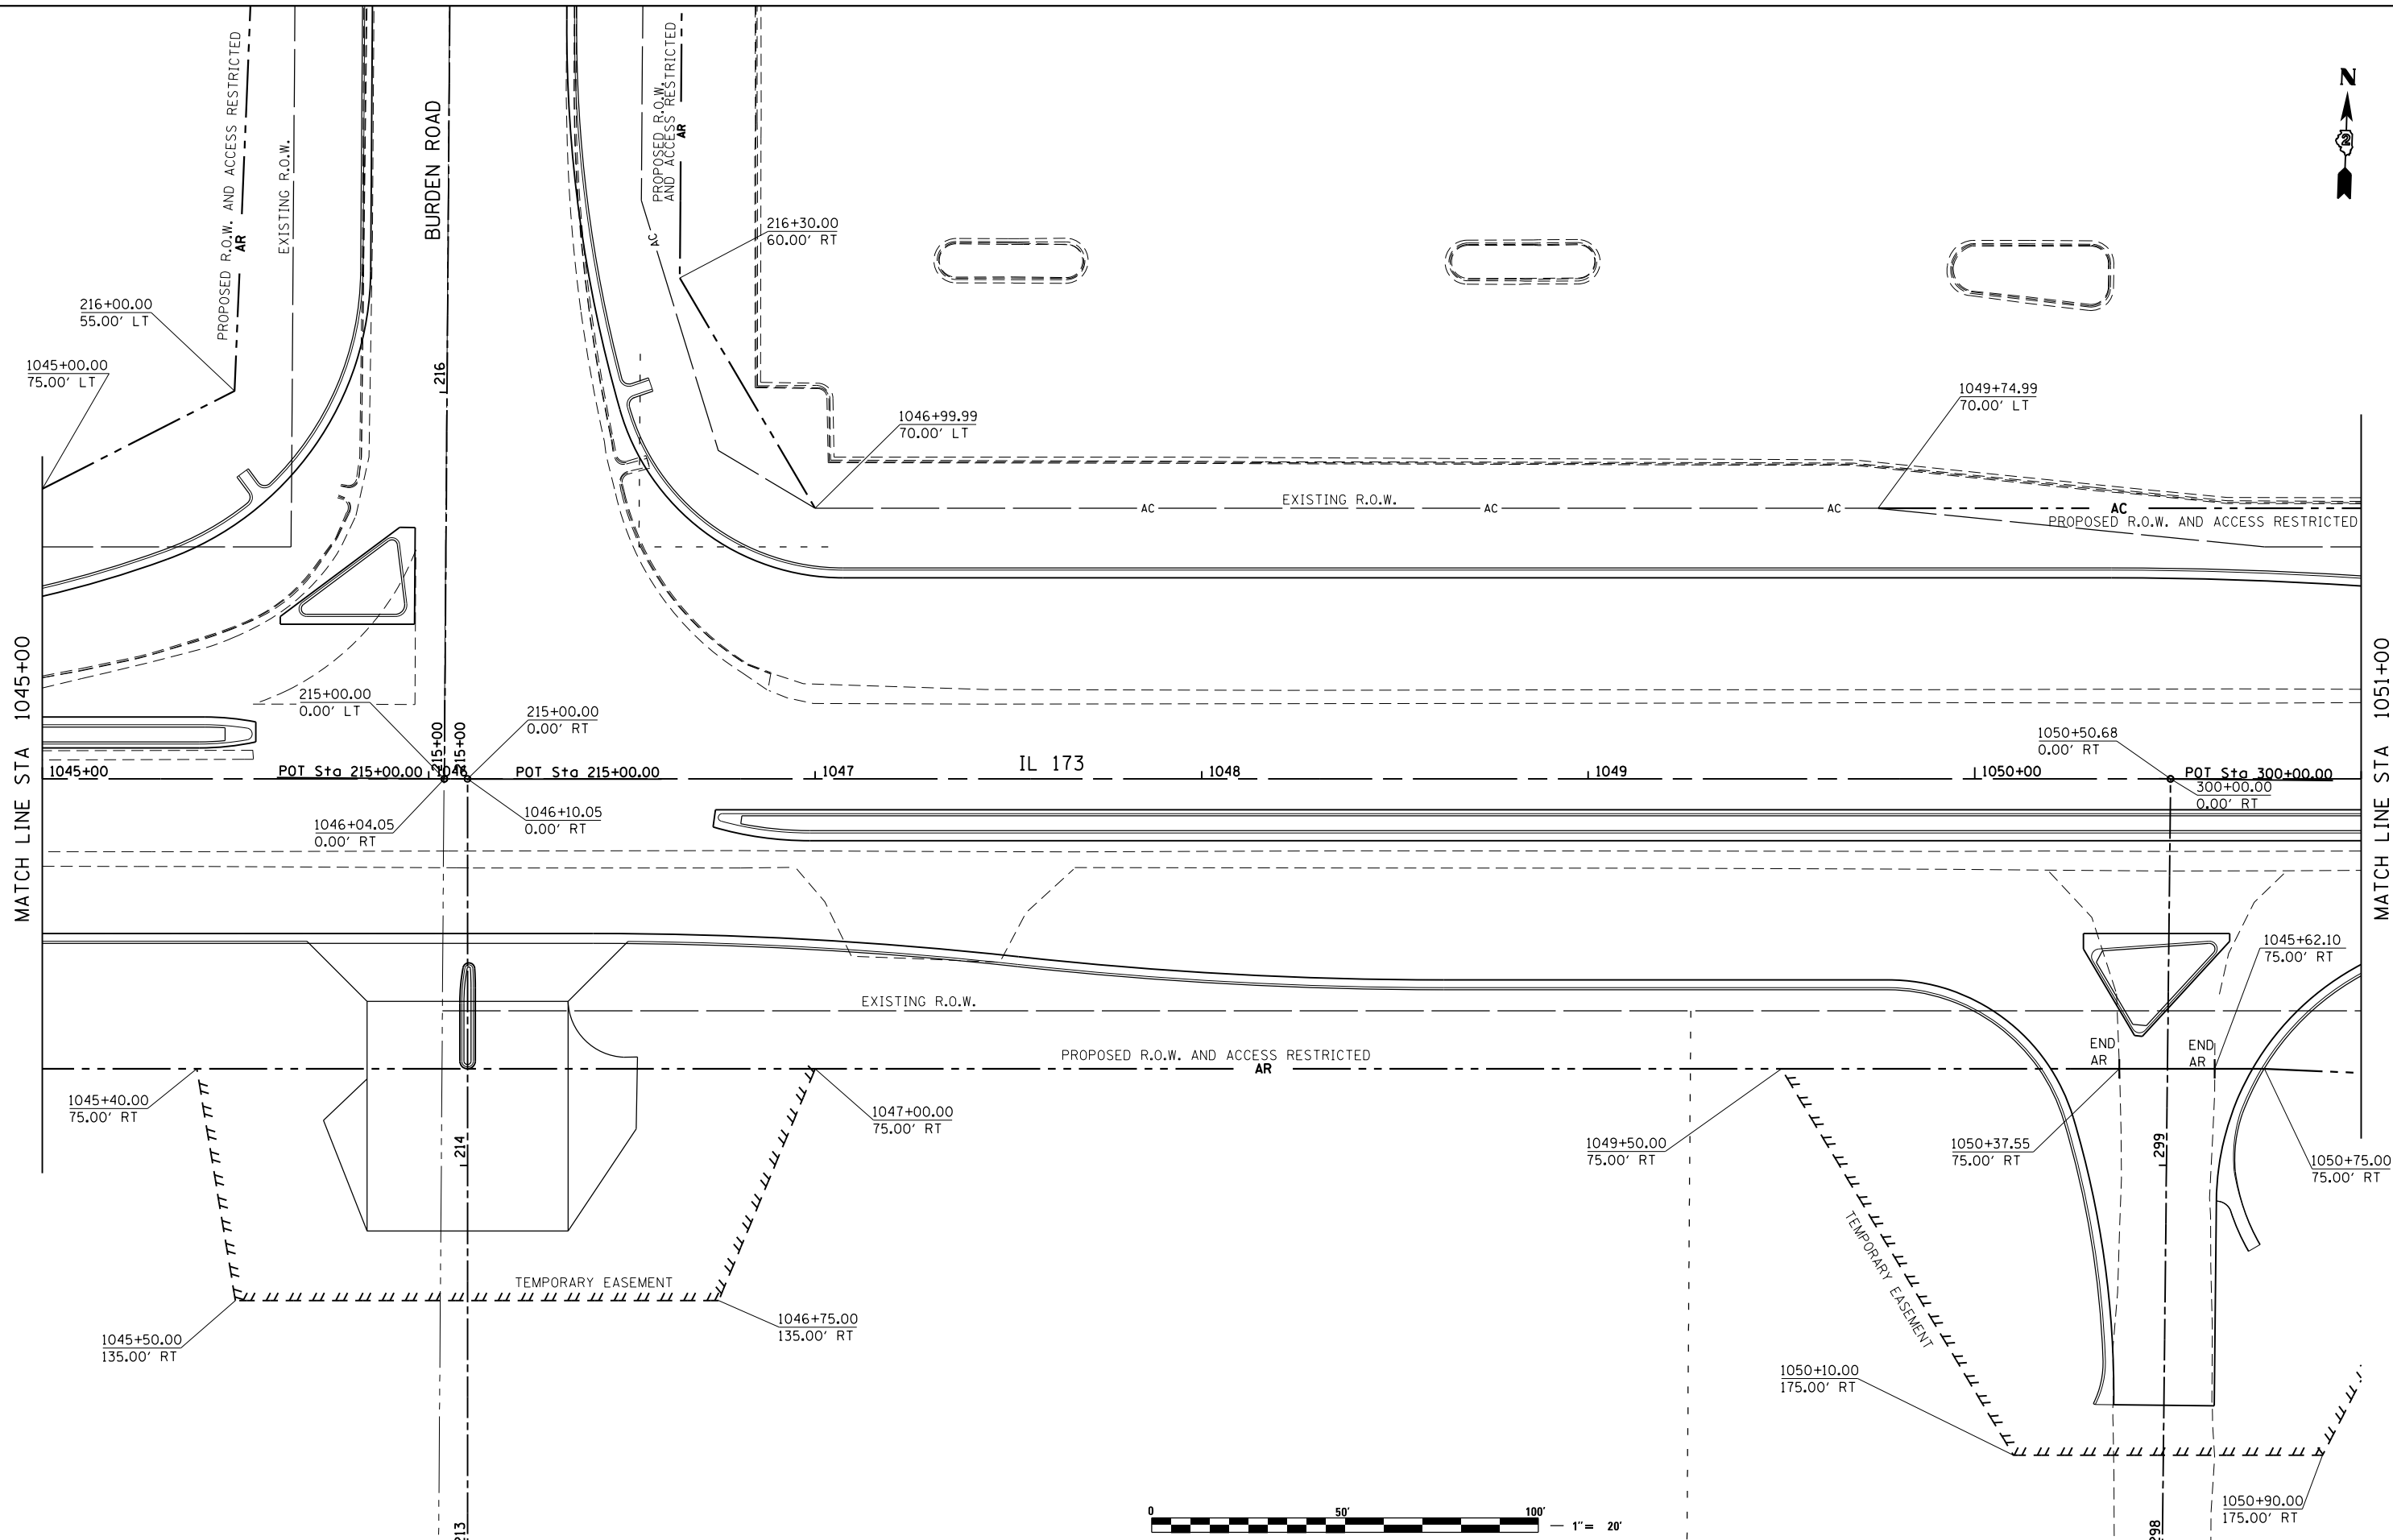 PROPOSED R.O.W. AND ACCESS RESTRICTED
AR
EXISTING R.O.W.
BURDEN ROAD
PROPOSED R.O.W.
AND ACCESS RESTRICTED
AR
AC
N
2
216+30.00
60.00' RT
216+00.00
55.00' LT
1045+00.00
75.00' LT
216
1046+99.99
70.00' LT
1049+74.99
70.00' LT
EXISTING R.O.W.
AC
AC
AC
AC
PROPOSED R.O.W. AND ACCESS RESTRICTED
MATCH LINE STA 1045+00
MATCH LINE STA 1051+00
215+00.00
0.00' LT
215+00
215+00
215+00.00
0.00' RT
1050+50.68
0.00' RT
1045+00
POT Sta 215+00.00
1046
POT Sta 215+00.00
1047
IL 173
1048
1049
1050+00
POT Sta 300+00.00
300+00.00
0.00' RT
1046+04.05
0.00' RT
1046+10.05
0.00' RT
EXISTING R.O.W.
1045+62.10
75.00' RT
END
AR
END
AR
PROPOSED R.O.W. AND ACCESS RESTRICTED
AR
1045+40.00
75.00' RT
1047+00.00
75.00' RT
214
1049+50.00
75.00' RT
1050+37.55
75.00' RT
299
1050+75.00
75.00' RT
TEMPORARY EASEMENT
TEMPORARY EASEMENT
1045+50.00
135.00' RT
1046+75.00
135.00' RT
1050+10.00
175.00' RT
1050+90.00
175.00' RT
213
298
0
50'
100'
1"= 20'